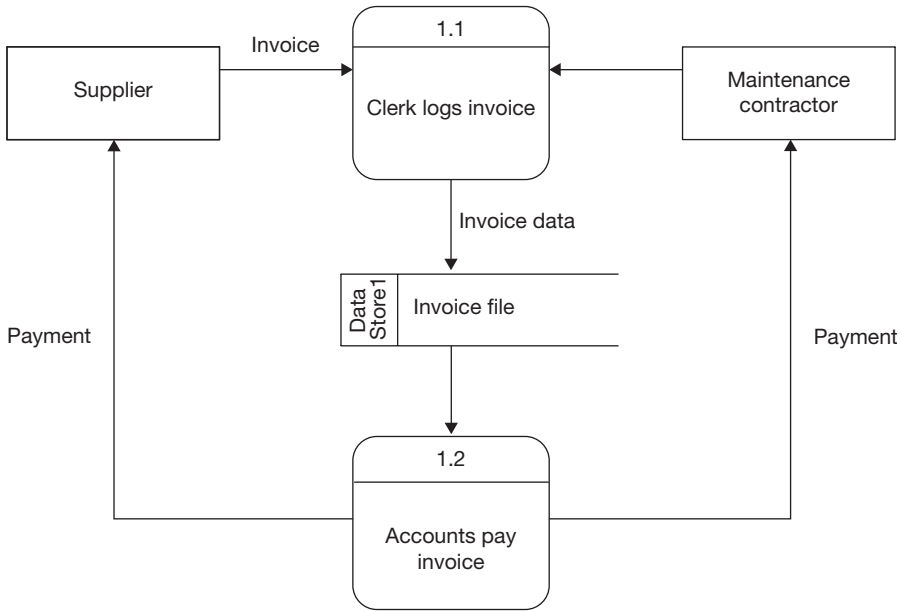 1.1
Invoice
Supplier
Clerk logs invoice
Maintenance
contractor
Invoice data
Data
Store1
Invoice file
Payment
Payment
1.2
Accounts pay
invoice